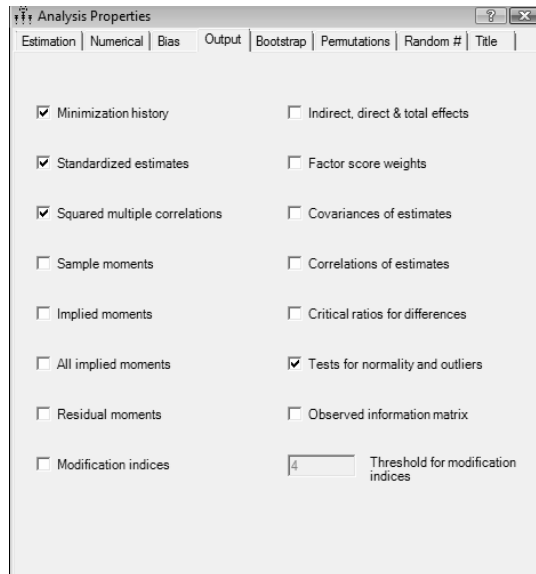 Analysis Properties
Estimation Numerical Bias Output Bootstrap Permutations Random # Title
Minimization history
Indirect, direct & total effects
Standardized estimates
Factor score weights
Squared multiple correlations
Covariances of estimates
Sample moments
Correlations of estimates
Implied moments
Critical ratios for differences
All implied moments
Tests for normality and outliers
Residual moments
Observed information matrix
Modification indices
4
Threshold for modification
indices